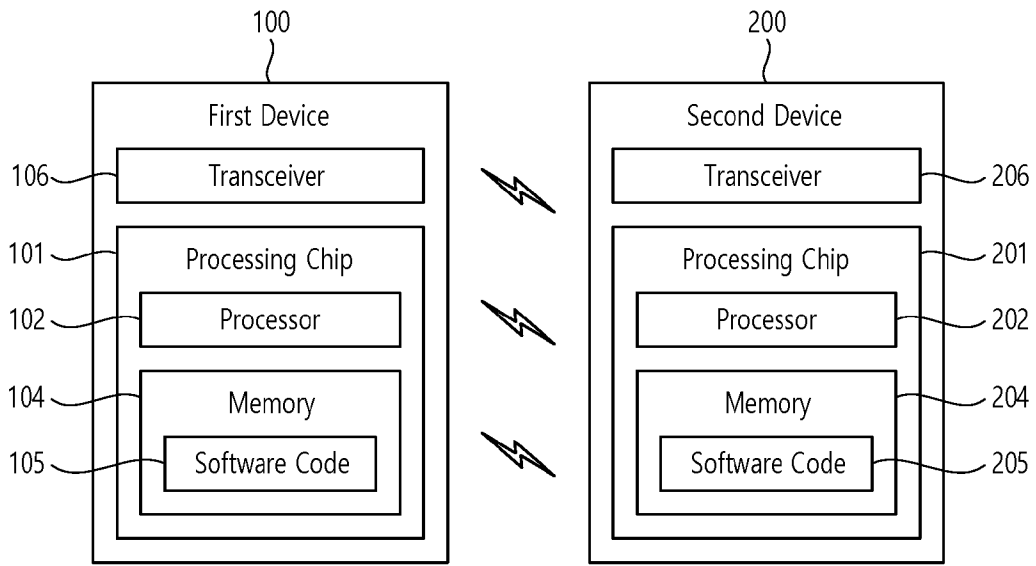 100
200
First Device
Second Device
106
Transceiver
Transceiver
206
101
Processing Chip
Processing Chip
201
102
Processor
Processor
202
104
Memory
Memory
204
105
Software Code
Software Code
205